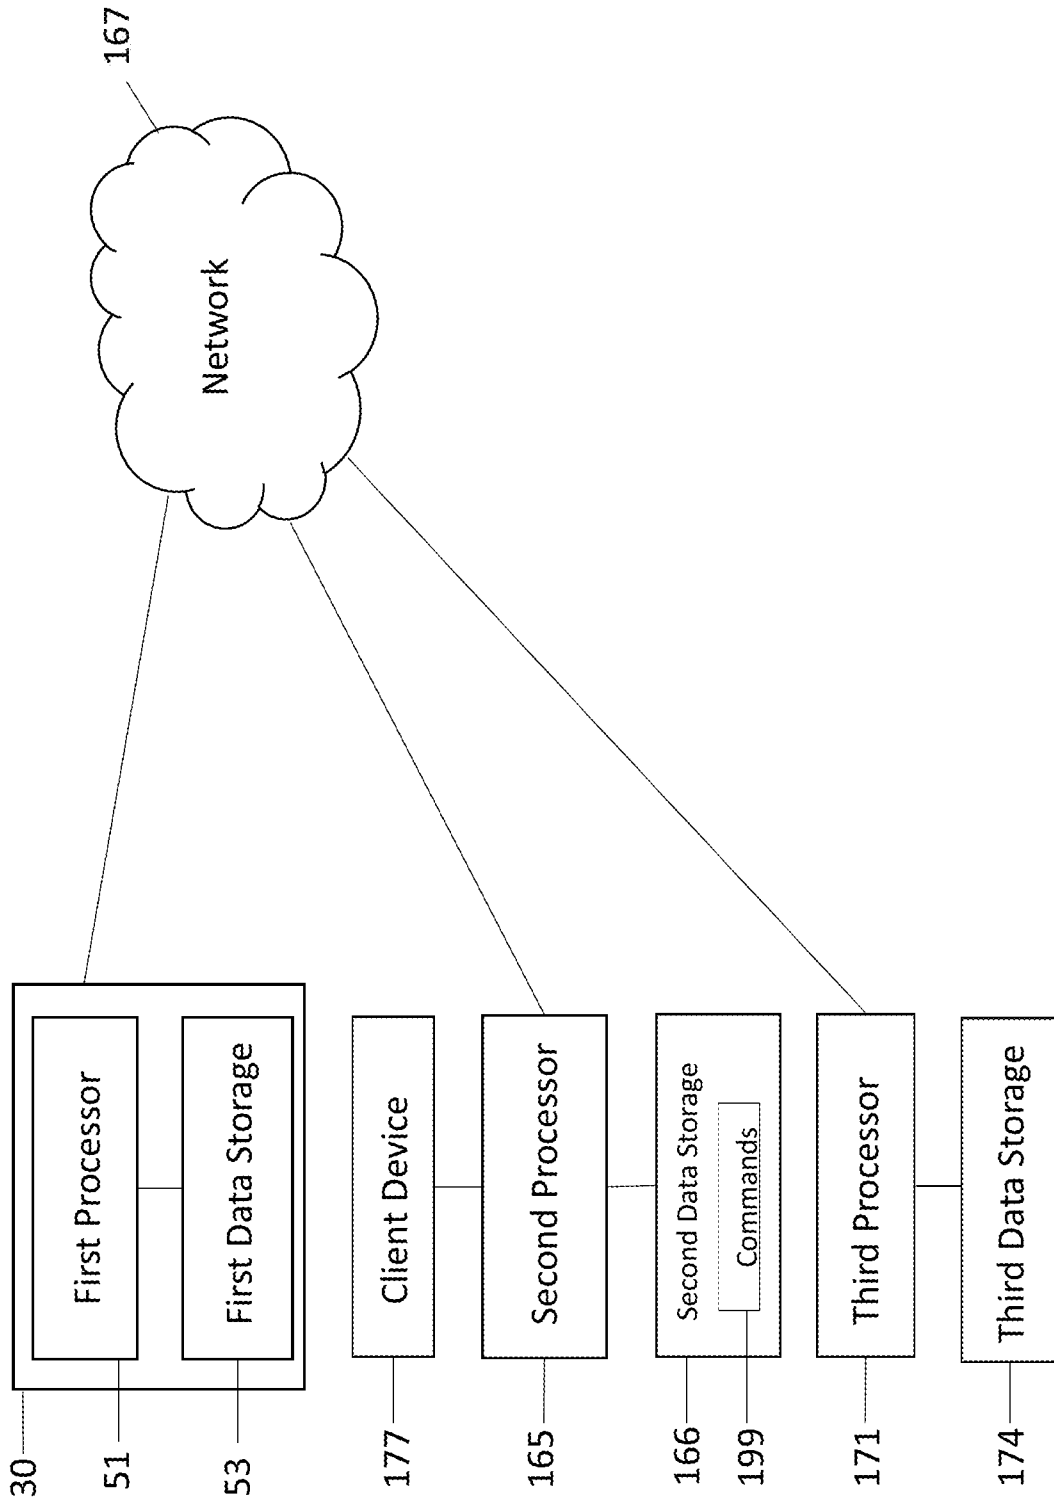 30
51
First Processor
53
First Data Storage
177
Client Device
165
Second Processor
166
Second Data Storage
199
Commands
171
Third Processor
174
Third Data Storage
Network
167